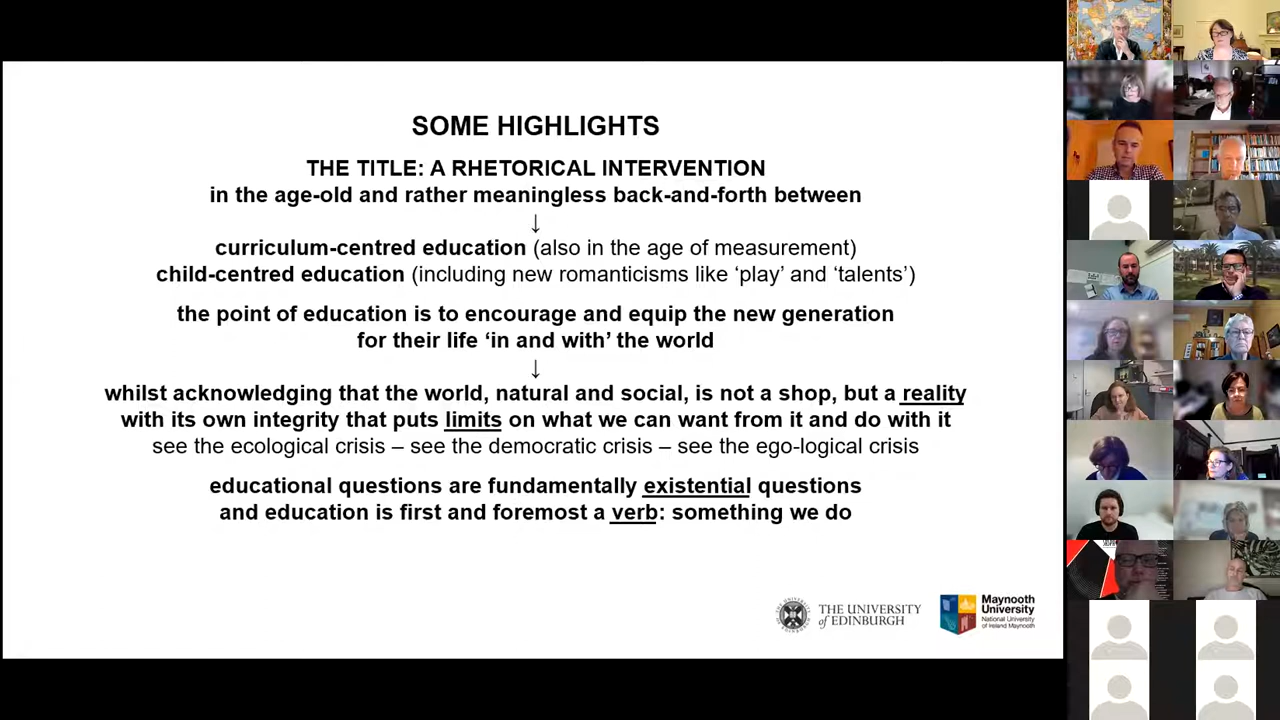 SOME HIGHLIGHTS
THE TITLE: A RHETORICAL INTERVENTION
in the age-old and rather meaningless back-and-forth between
↓
curriculum-centred education (also in the age of measurement)
child-centred education (including new romanticisms like ‘play’ and ‘talents’)
the point of education is to encourage and equip the new generation
for their life ‘in and with’ the world
↓
whilst acknowledging that the world, natural and social, is not a shop, but a reality
with its own integrity that puts limits on what we can want from it and do with it
see the ecological crisis – see the democratic crisis – see the ego-logical crisis
educational questions are fundamentally existential questions
and education is first and foremost a verb: something we do
THE UNIVERSITY
of EDINBURGH
Maynooth
University
National University
of Ireland Maynooth